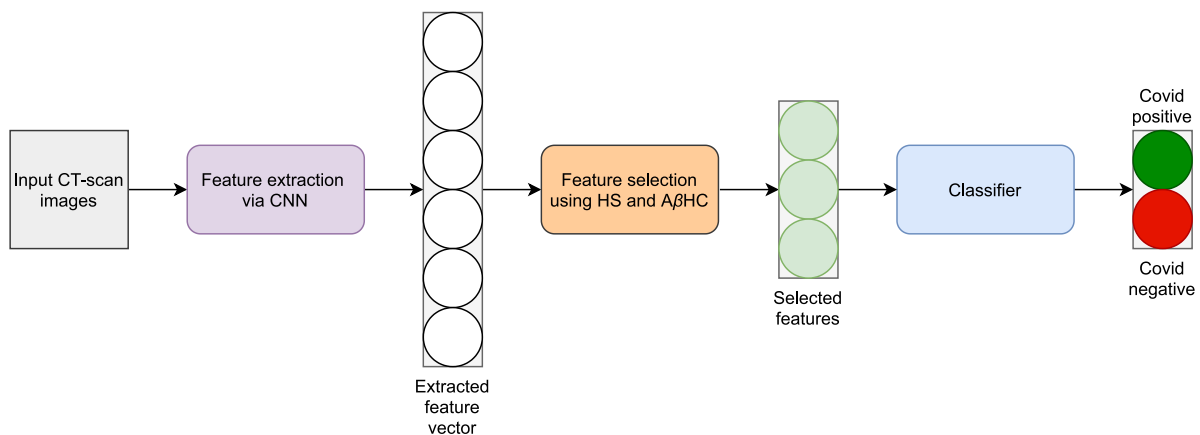 Input CT-scan
images
Feature extraction
via CNN
Extracted
feature
vector
Feature selection
using HS and AβHC
Selected
features
Classifier
Covid
positive
Covid
negative